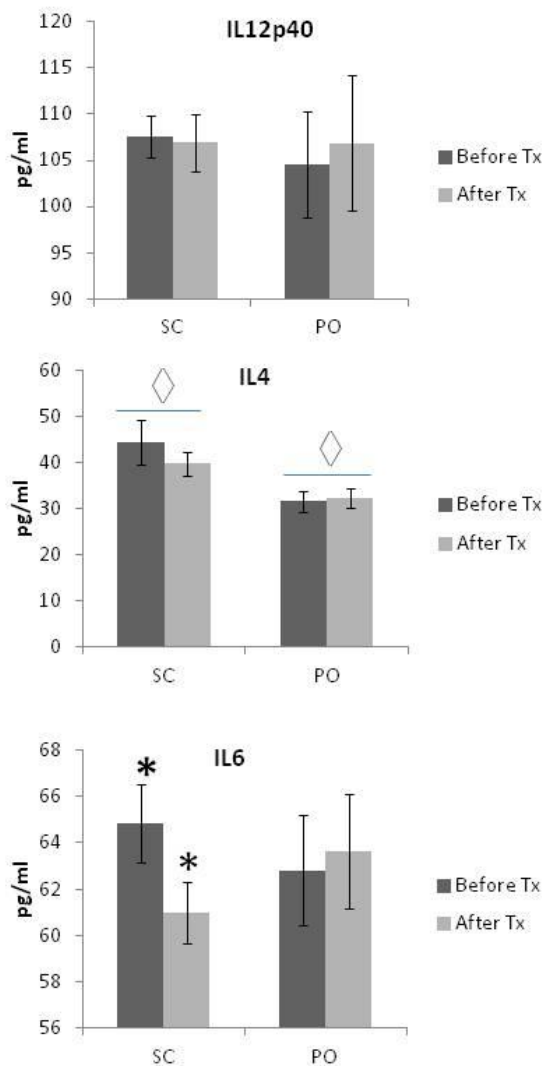 IL12p40
120
115
110
105
100
95
90
pg/ml
SC
PO
Before Tx
After Tx
IL4
60
50
40
30
20
10
0
pg/ml
SC
PO
Before Tx
After Tx
IL6
68
66
64
62
60
58
56
pg/ml
*
*
SC
PO
Before Tx
After Tx